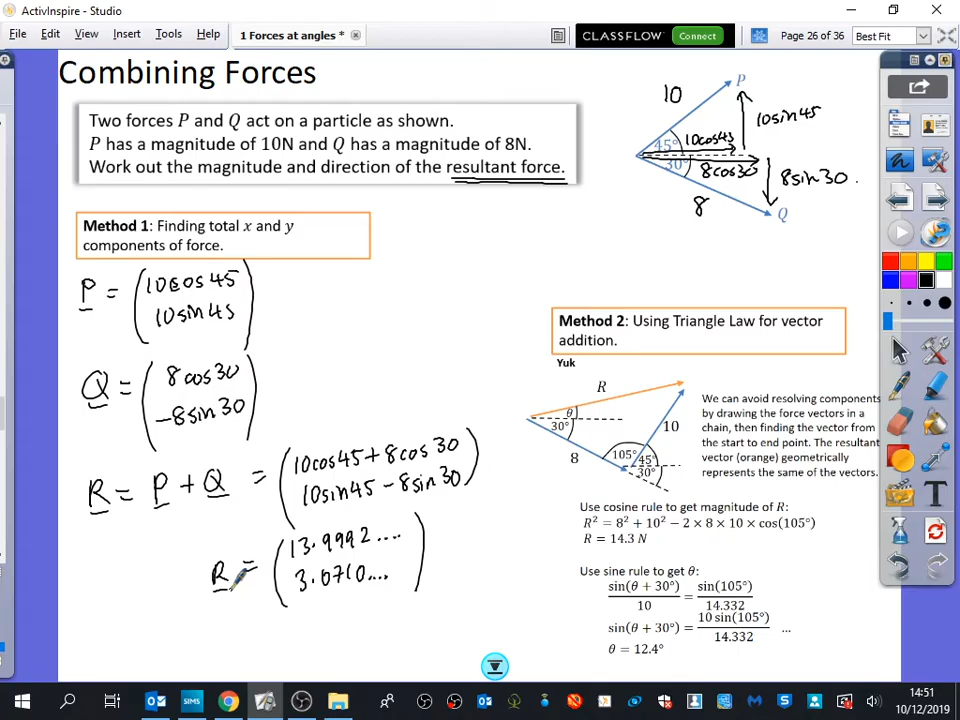 ActivInspire - Studio
File Edit View Insert Tools Help
1 Forces at angles *
CLASSFLOW Connect
Page 26 of 36
Best Fit
Combining Forces
Two forces P and Q act on a particle as shown.
P has a magnitude of 10N and Q has a magnitude of 8N.
Work out the magnitude and direction of the resultant force.
P
10
10sin45
45°
10cos45
30°
8cos30
8sin30
8
Q
Method 1: Finding total x and y
components of force.
P = (10cos45
10sin45)
Q = (8cos30
-8sin30)
R = P + Q = (10cos45+8cos30
10sin45-8sin30)
R = (13.9992....
3.0710....)
Method 2: Using Triangle Law for vector
addition.
Yuk
R
θ
30°
10
8
105°
45°
30°
We can avoid resolving components
by drawing the force vectors in a
chain, then finding the vector from
the start to end point. The resultant
vector (orange) geometrically
represents the same of the vectors.
Use cosine rule to get magnitude of R:
R² = 8² + 10² − 2 × 8 × 10 × cos(105°)
R = 14.3 N
Use sine rule to get θ:
sin(θ + 30°)/10 = sin(105°)/14.332
sin(θ + 30°) = 10 sin(105°)/14.332 ...
θ = 12.4°
SIMS
14:51
10/12/2019